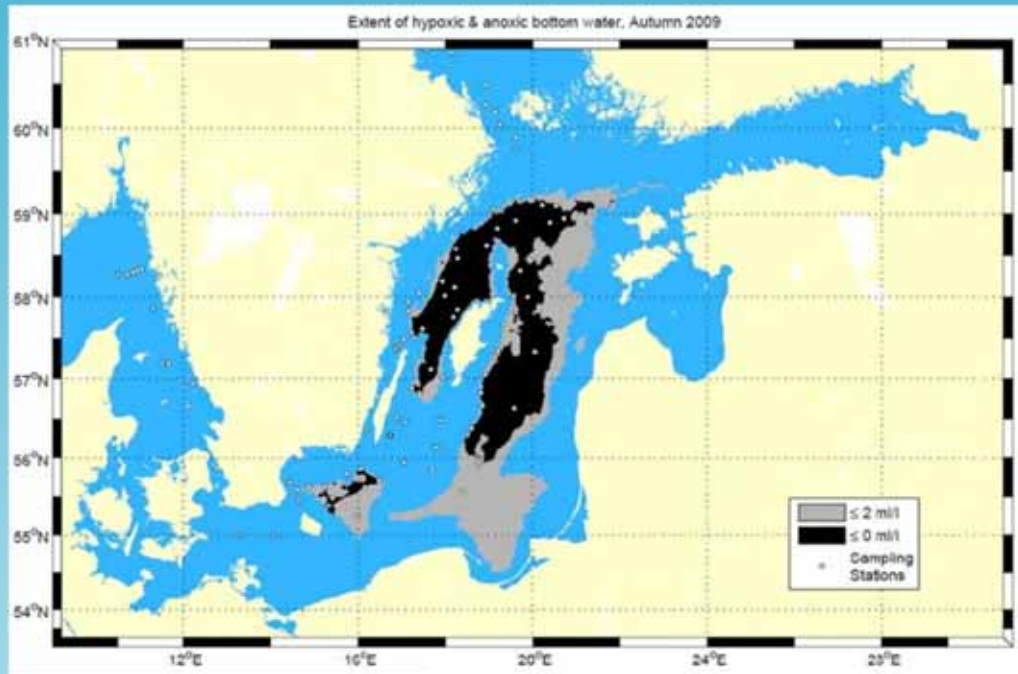 Extent of hypoxic & anoxic bottom water, Autumn 2009
61°N
60°N
59°N
58°N
57°N
56°N
55°N
54°N
12°E
16°E
20°E
24°E
28°E
≤ 2 ml/l
≤ 0 ml/l
Sampling
Stations